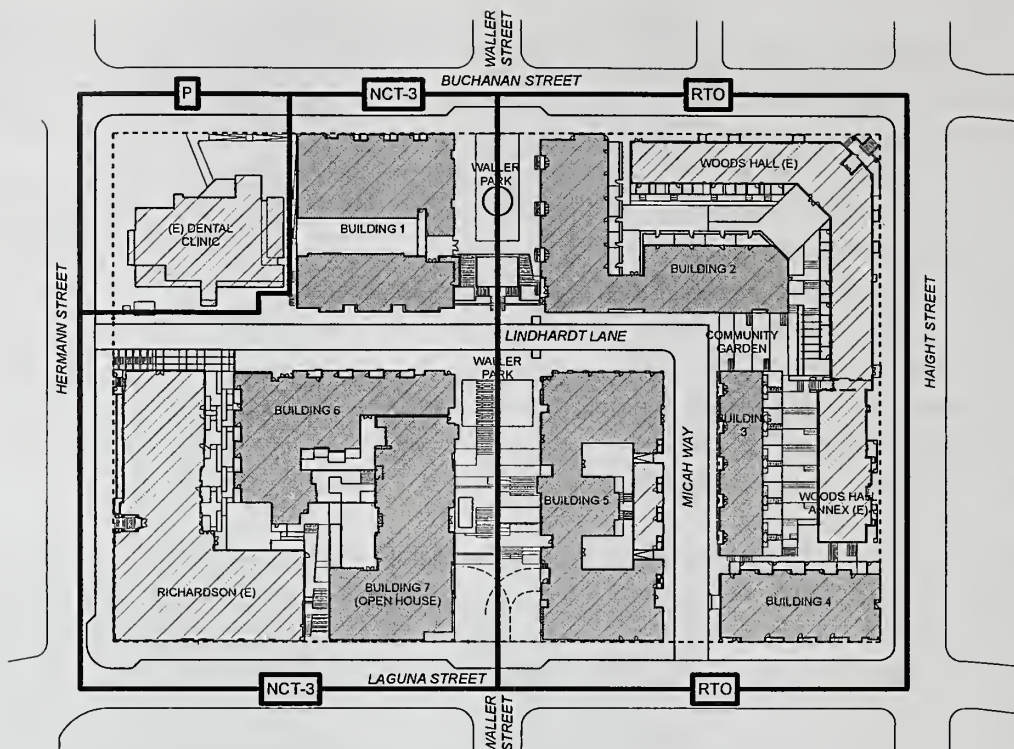 WALLER
STREET
BUCHANAN STREET
P
NCT-3
RTO
WOODS HALL (E)
WALLER
PARK
(E) DENTAL
CLINIC
BUILDING 1
BUILDING 2
HERMANN STREET
LINDHARDT LANE
COMMUNITY
GARDEN
HAIGHT STREET
WALLER
PARK
BUILDING 6
BUILDING
3
MICAH WAY
BUILDING 5
WOODS HALL
ANNEX (E)
RICHARDSON (E)
BUILDING 7
(OPEN HOUSE)
BUILDING 4
LAGUNA STREET
NCT-3
RTO
WALLER
STREET